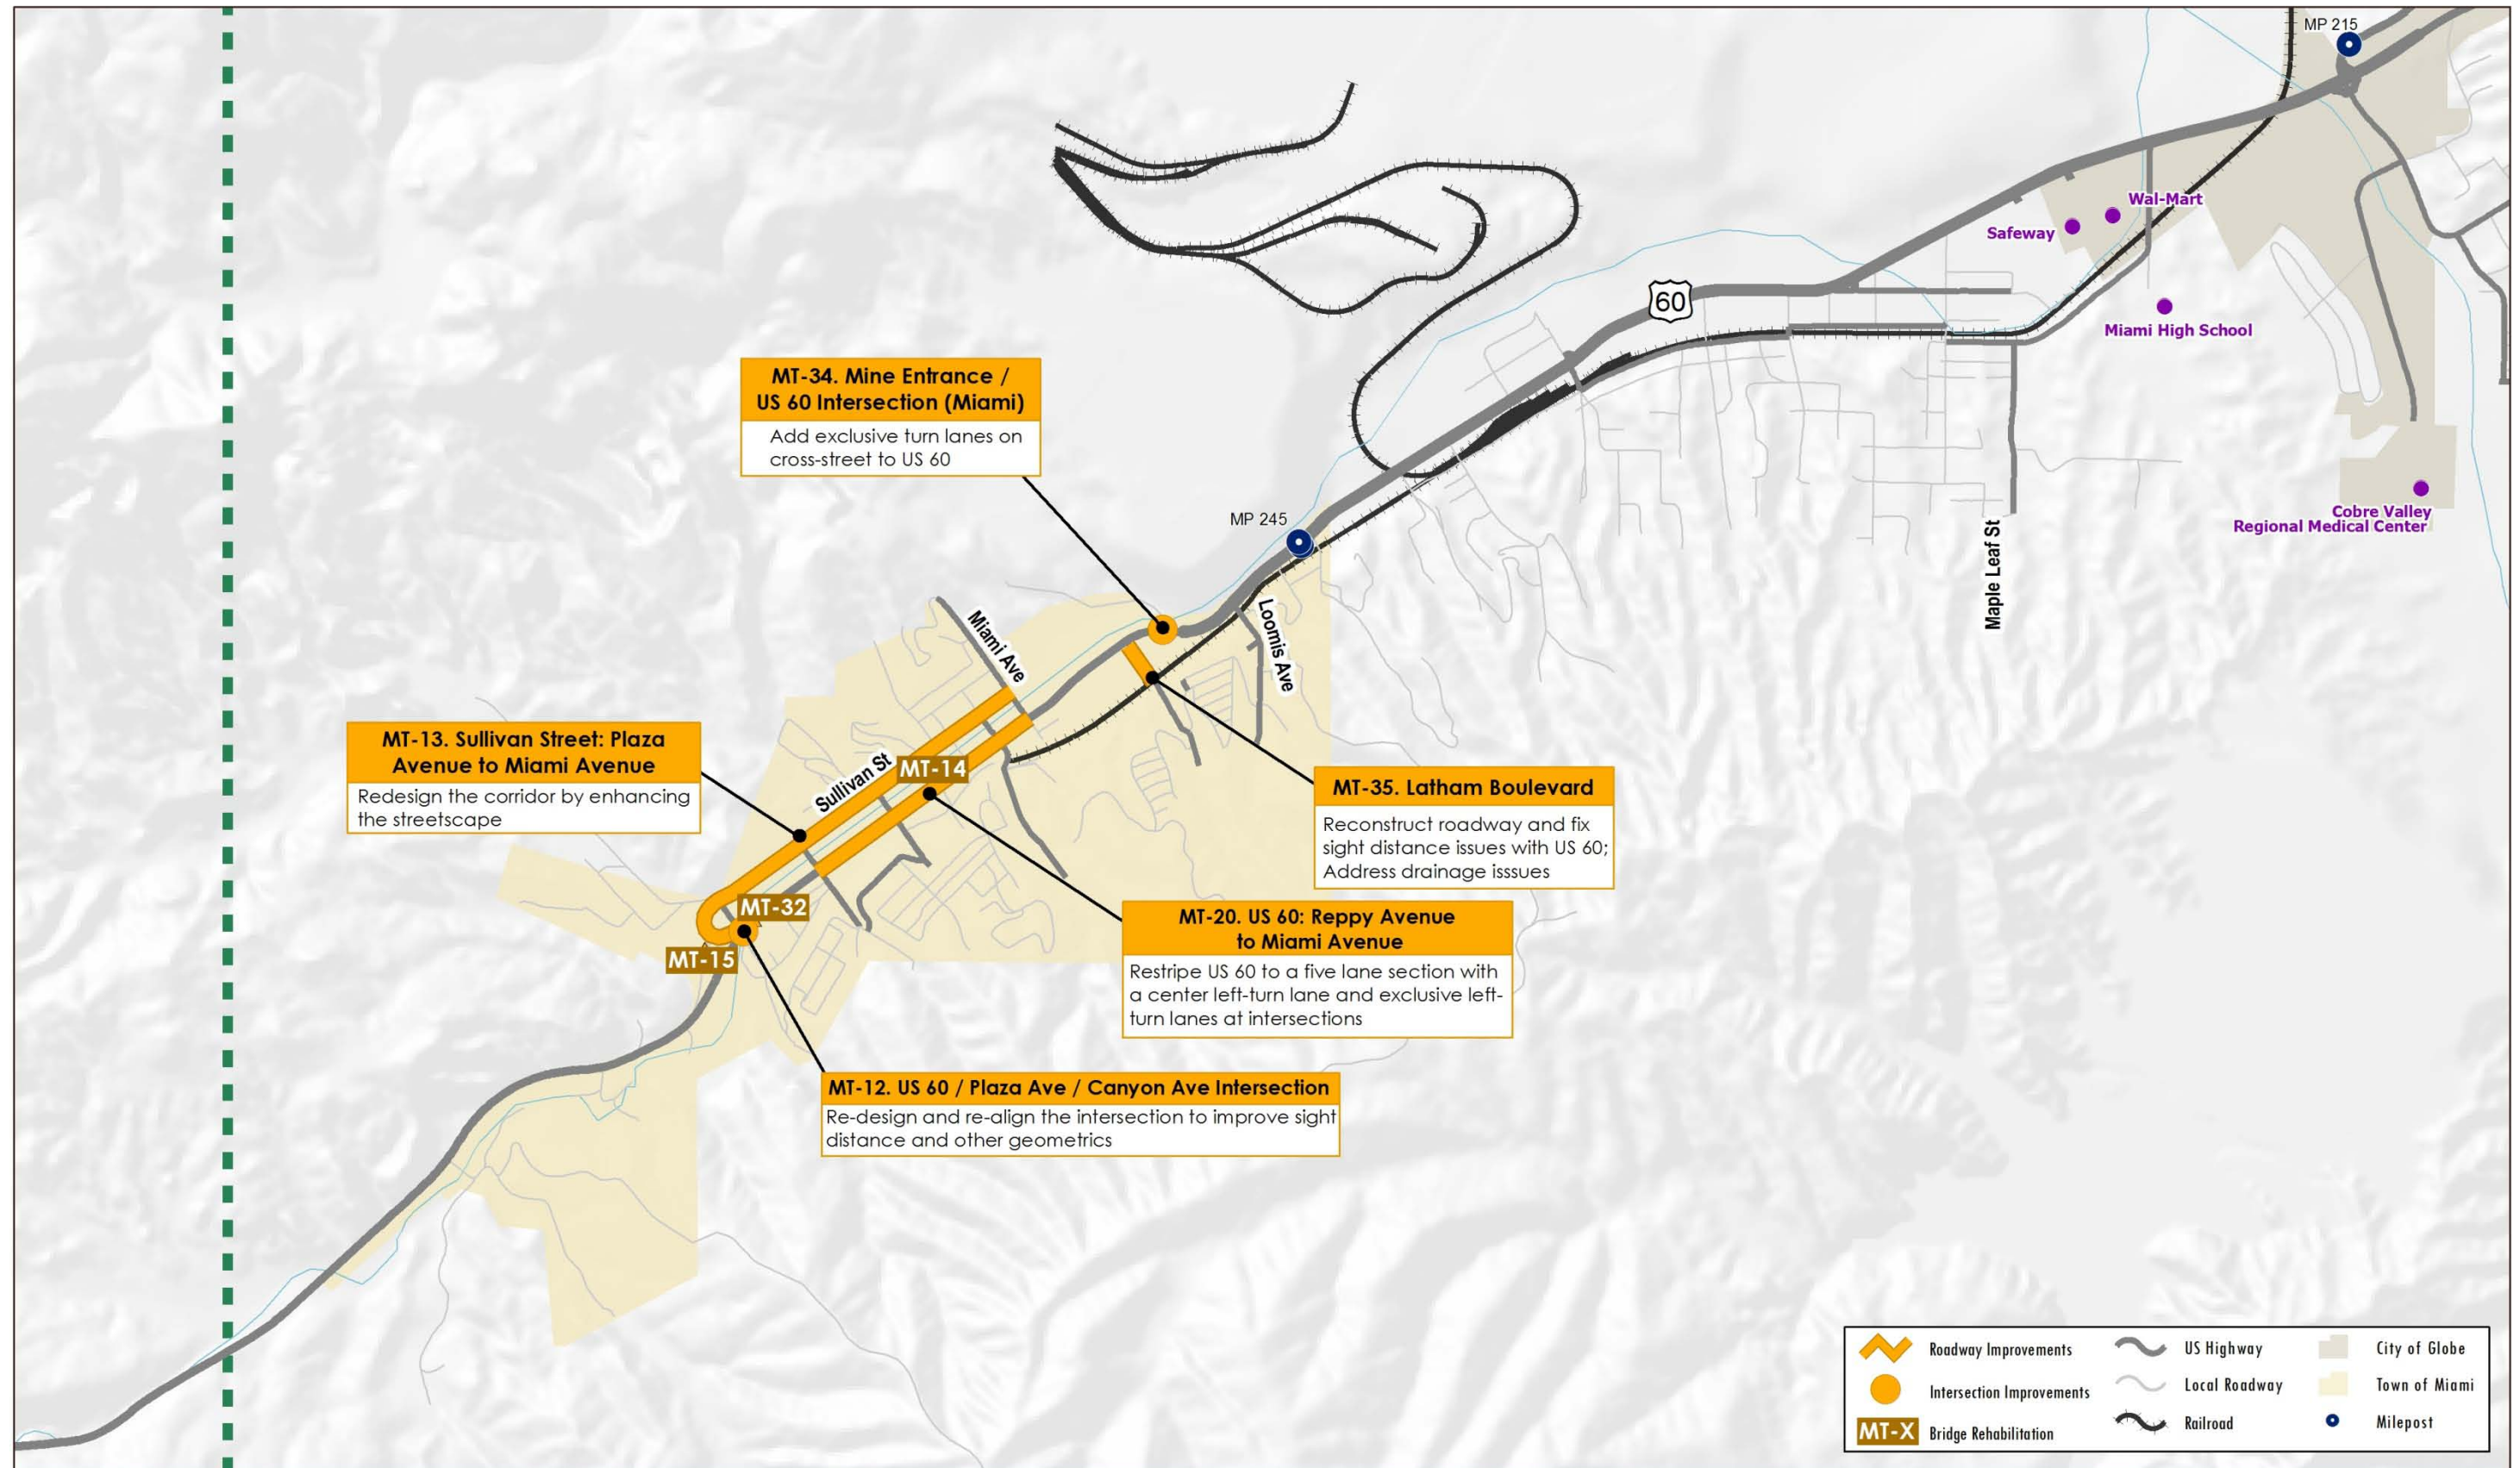 MP 215
Wal-Mart
Safeway
60
Miami High School
MT-34. Mine Entrance /
US 60 Intersection (Miami)
Add exclusive turn lanes on
cross-street to US 60
MP 245
Cobre Valley
Regional Medical Center
Maple Leaf St
Miami Ave
Loomis Ave
MT-13. Sullivan Street: Plaza
Avenue to Miami Avenue
Redesign the corridor by enhancing
the streetscape
Sullivan St
MT-14
MT-35. Latham Boulevard
Reconstruct roadway and fix
sight distance issues with US 60;
Address drainage isssues
MT-32
MT-15
MT-20. US 60: Reppy Avenue
to Miami Avenue
Restripe US 60 to a five lane section with
a center left-turn lane and exclusive left-
turn lanes at intersections
MT-12. US 60 / Plaza Ave / Canyon Ave Intersection
Re-design and re-align the intersection to improve sight
distance and other geometrics
Roadway Improvements
Intersection Improvements
MT-X Bridge Rehabilitation
US Highway
Local Roadway
Railroad
City of Globe
Town of Miami
Milepost